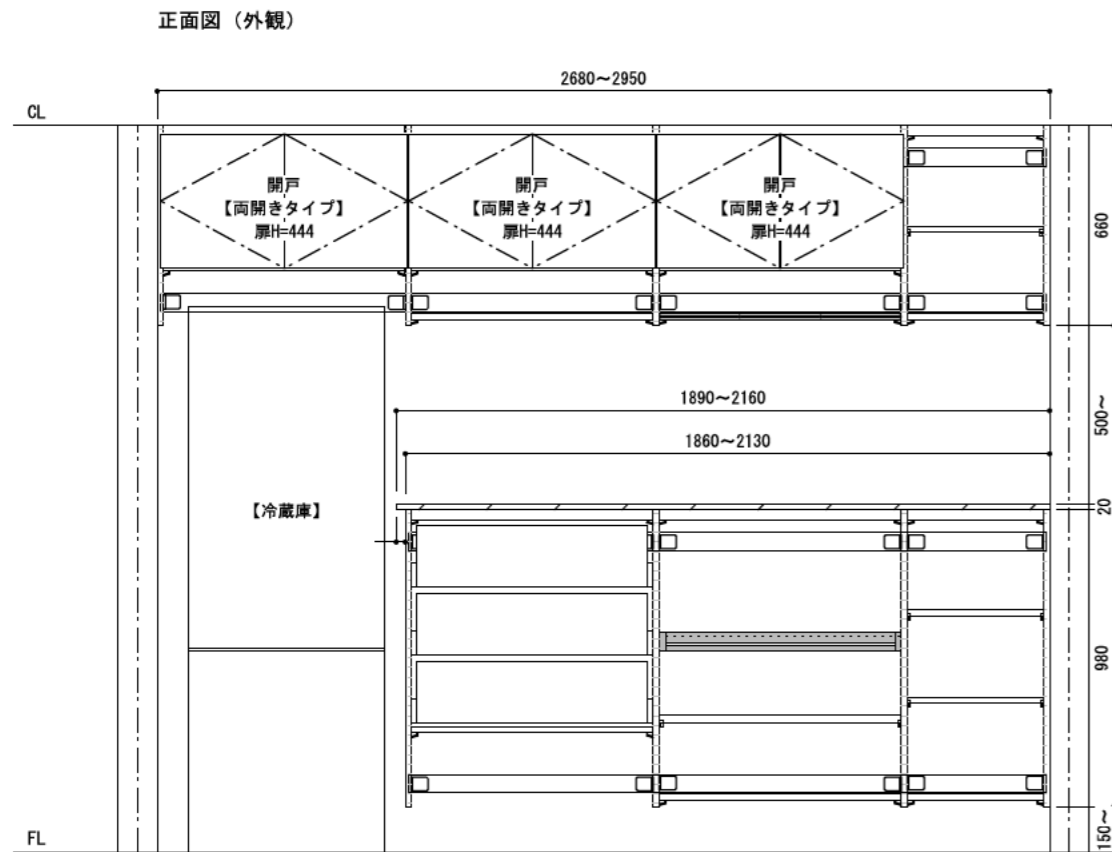 正面図（外観）
2680～2950
CL
開戸
【両開きタイプ】
扉H=444
開戸
【両開きタイプ】
扉H=444
開戸
【両開きタイプ】
扉H=444
660
1890～2160
500～
1860～2130
【冷蔵庫】
20
980
150～
FL